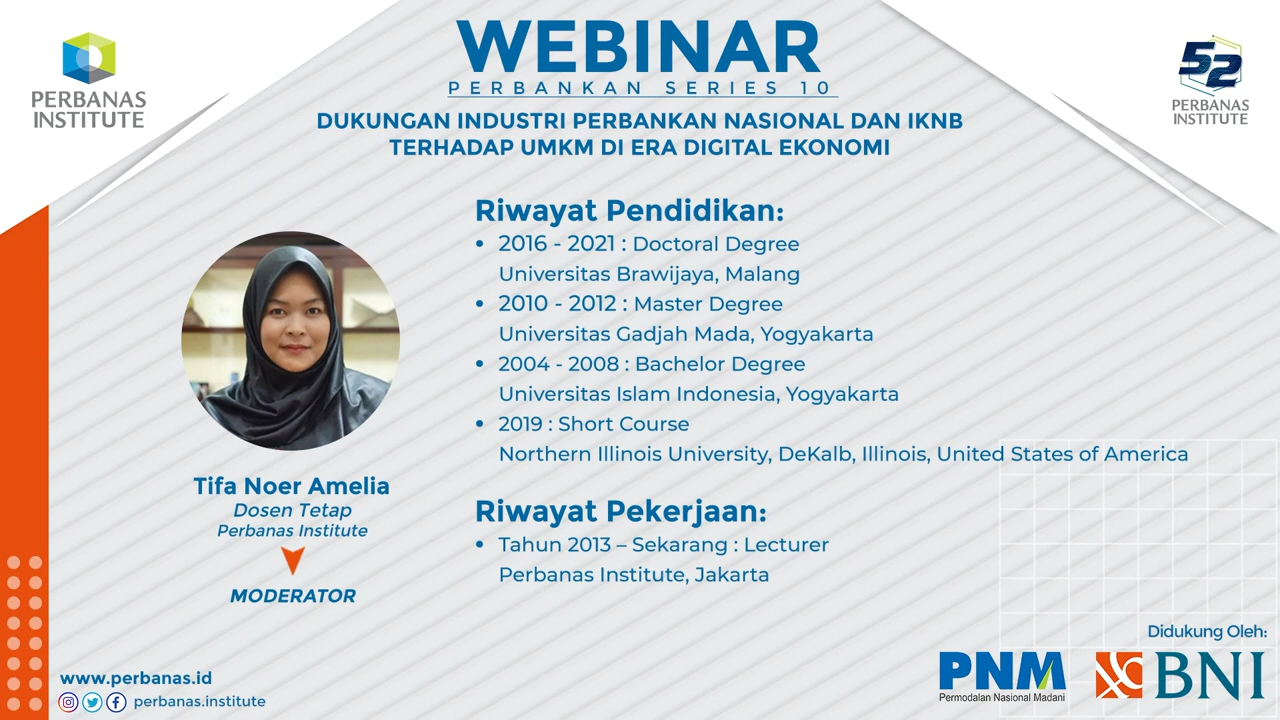 WEBINAR
PERBANKAN SERIES 10
DUKUNGAN INDUSTRI PERBANKAN NASIONAL DAN IKNB
TERHADAP UMKM DI ERA DIGITAL EKONOMI
PERBANAS
INSTITUTE
52
PERBANAS
INSTITUTE
Tifa Noer Amelia
Dosen Tetap
Perbanas Institute
MODERATOR
Riwayat Pendidikan:
• 2016 - 2021 : Doctoral Degree
Universitas Brawijaya, Malang
• 2010 - 2012 : Master Degree
Universitas Gadjah Mada, Yogyakarta
• 2004 - 2008 : Bachelor Degree
Universitas Islam Indonesia, Yogyakarta
• 2019 : Short Course
Northern Illinois University, DeKalb, Illinois, United States of America
Riwayat Pekerjaan:
• Tahun 2013 – Sekarang : Lecturer
Perbanas Institute, Jakarta
www.perbanas.id
perbanas.institute
Didukung Oleh:
PNM
Permodalan Nasional Madani
BNI